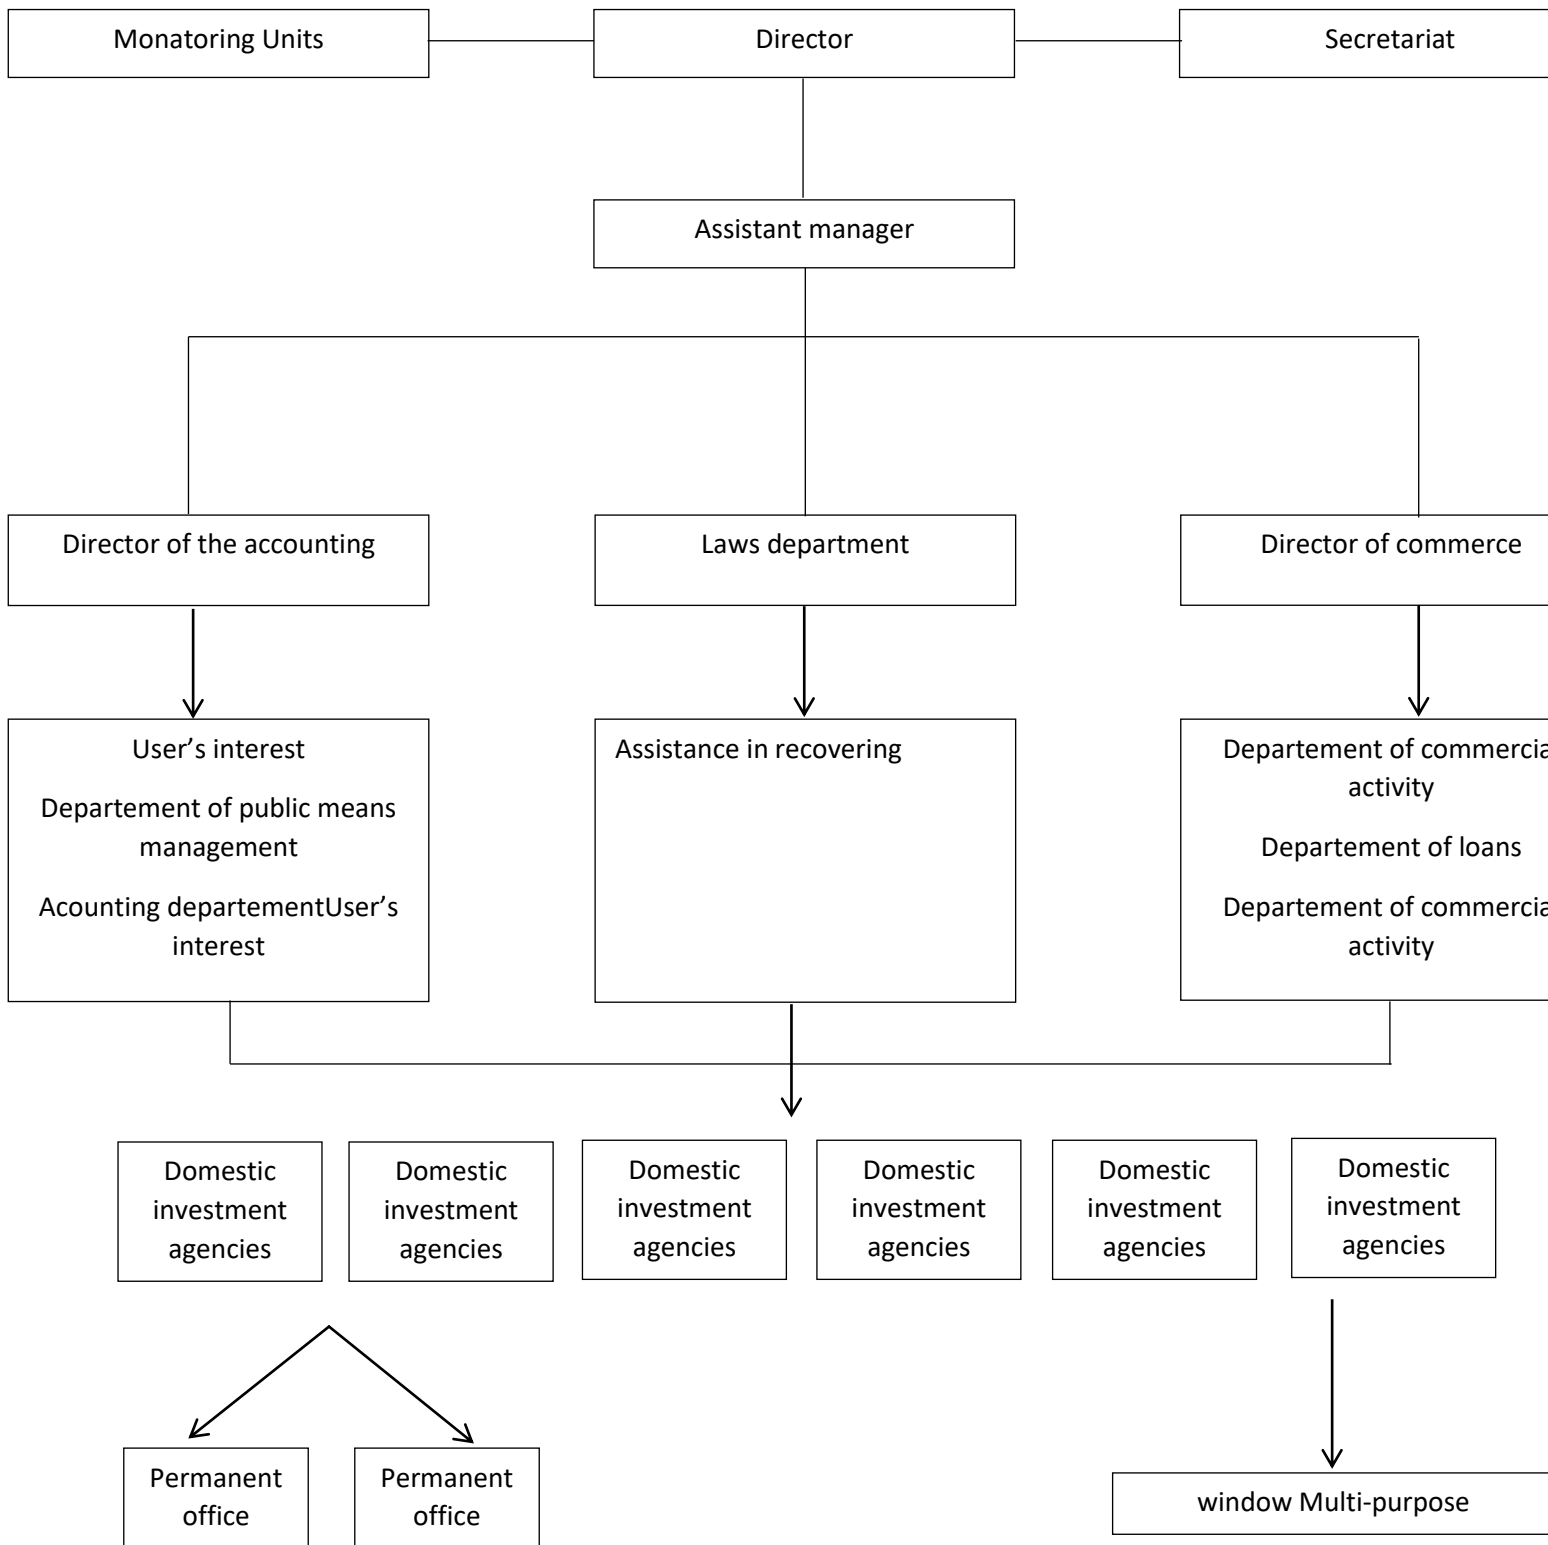 Monatoring Units
Director
Secretariat
Assistant manager
Director of the accounting
Laws department
Director of commerce
User’s interest
Departement of public means
management
Acounting departementUser’s
interest
Assistance in recovering
Departement of commercia
activity
Departement of loans
Departement of commercia
activity
Domestic
investment
agencies
Domestic
investment
agencies
Domestic
investment
agencies
Domestic
investment
agencies
Domestic
investment
agencies
Domestic
investment
agencies
Permanent
office
Permanent
office
window Multi-purpose